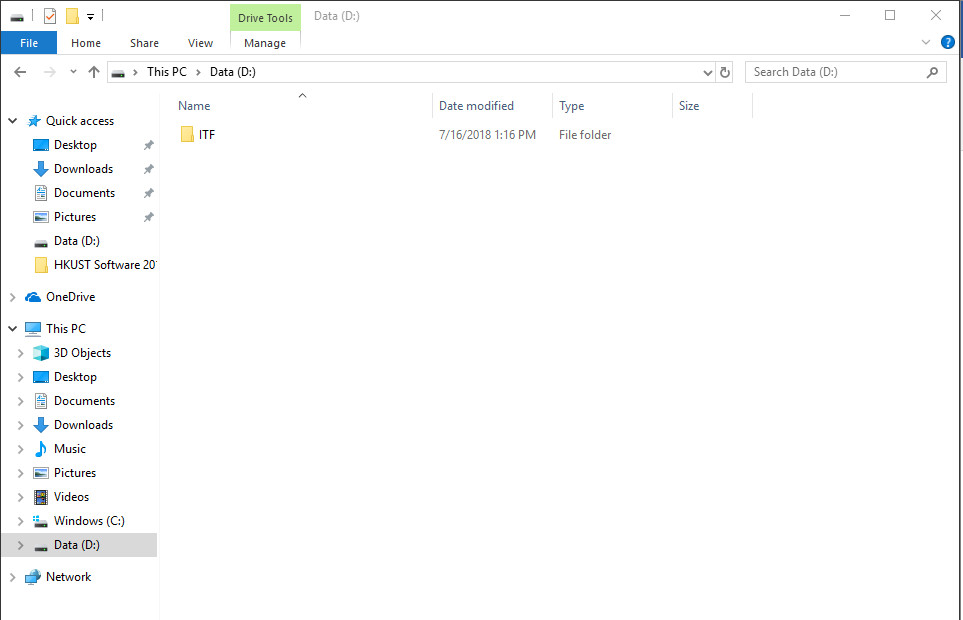 Drive Tools Data (D:)
File Home Share View Manage
This PC Data (D:) Search Data (D:)
Name Date modified Type Size
ITF 7/16/2018 1:16 PM File folder
Quick access
Desktop
Downloads
Documents
Pictures
Data (D:)
HKUST Software 201
OneDrive
This PC
3D Objects
Desktop
Documents
Downloads
Music
Pictures
Videos
Windows (C:)
Data (D:)
Network